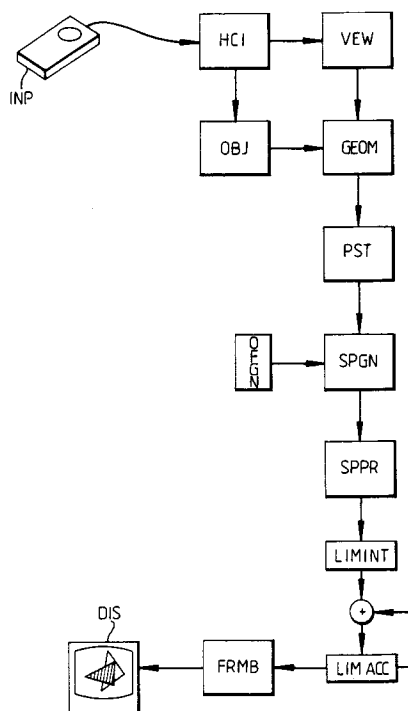 HCI
VEW
INP
OBJ
GEOM
PST
OFGN
SPGN
SPPR
LIMINT
+
DIS
FRMB
LIM ACC